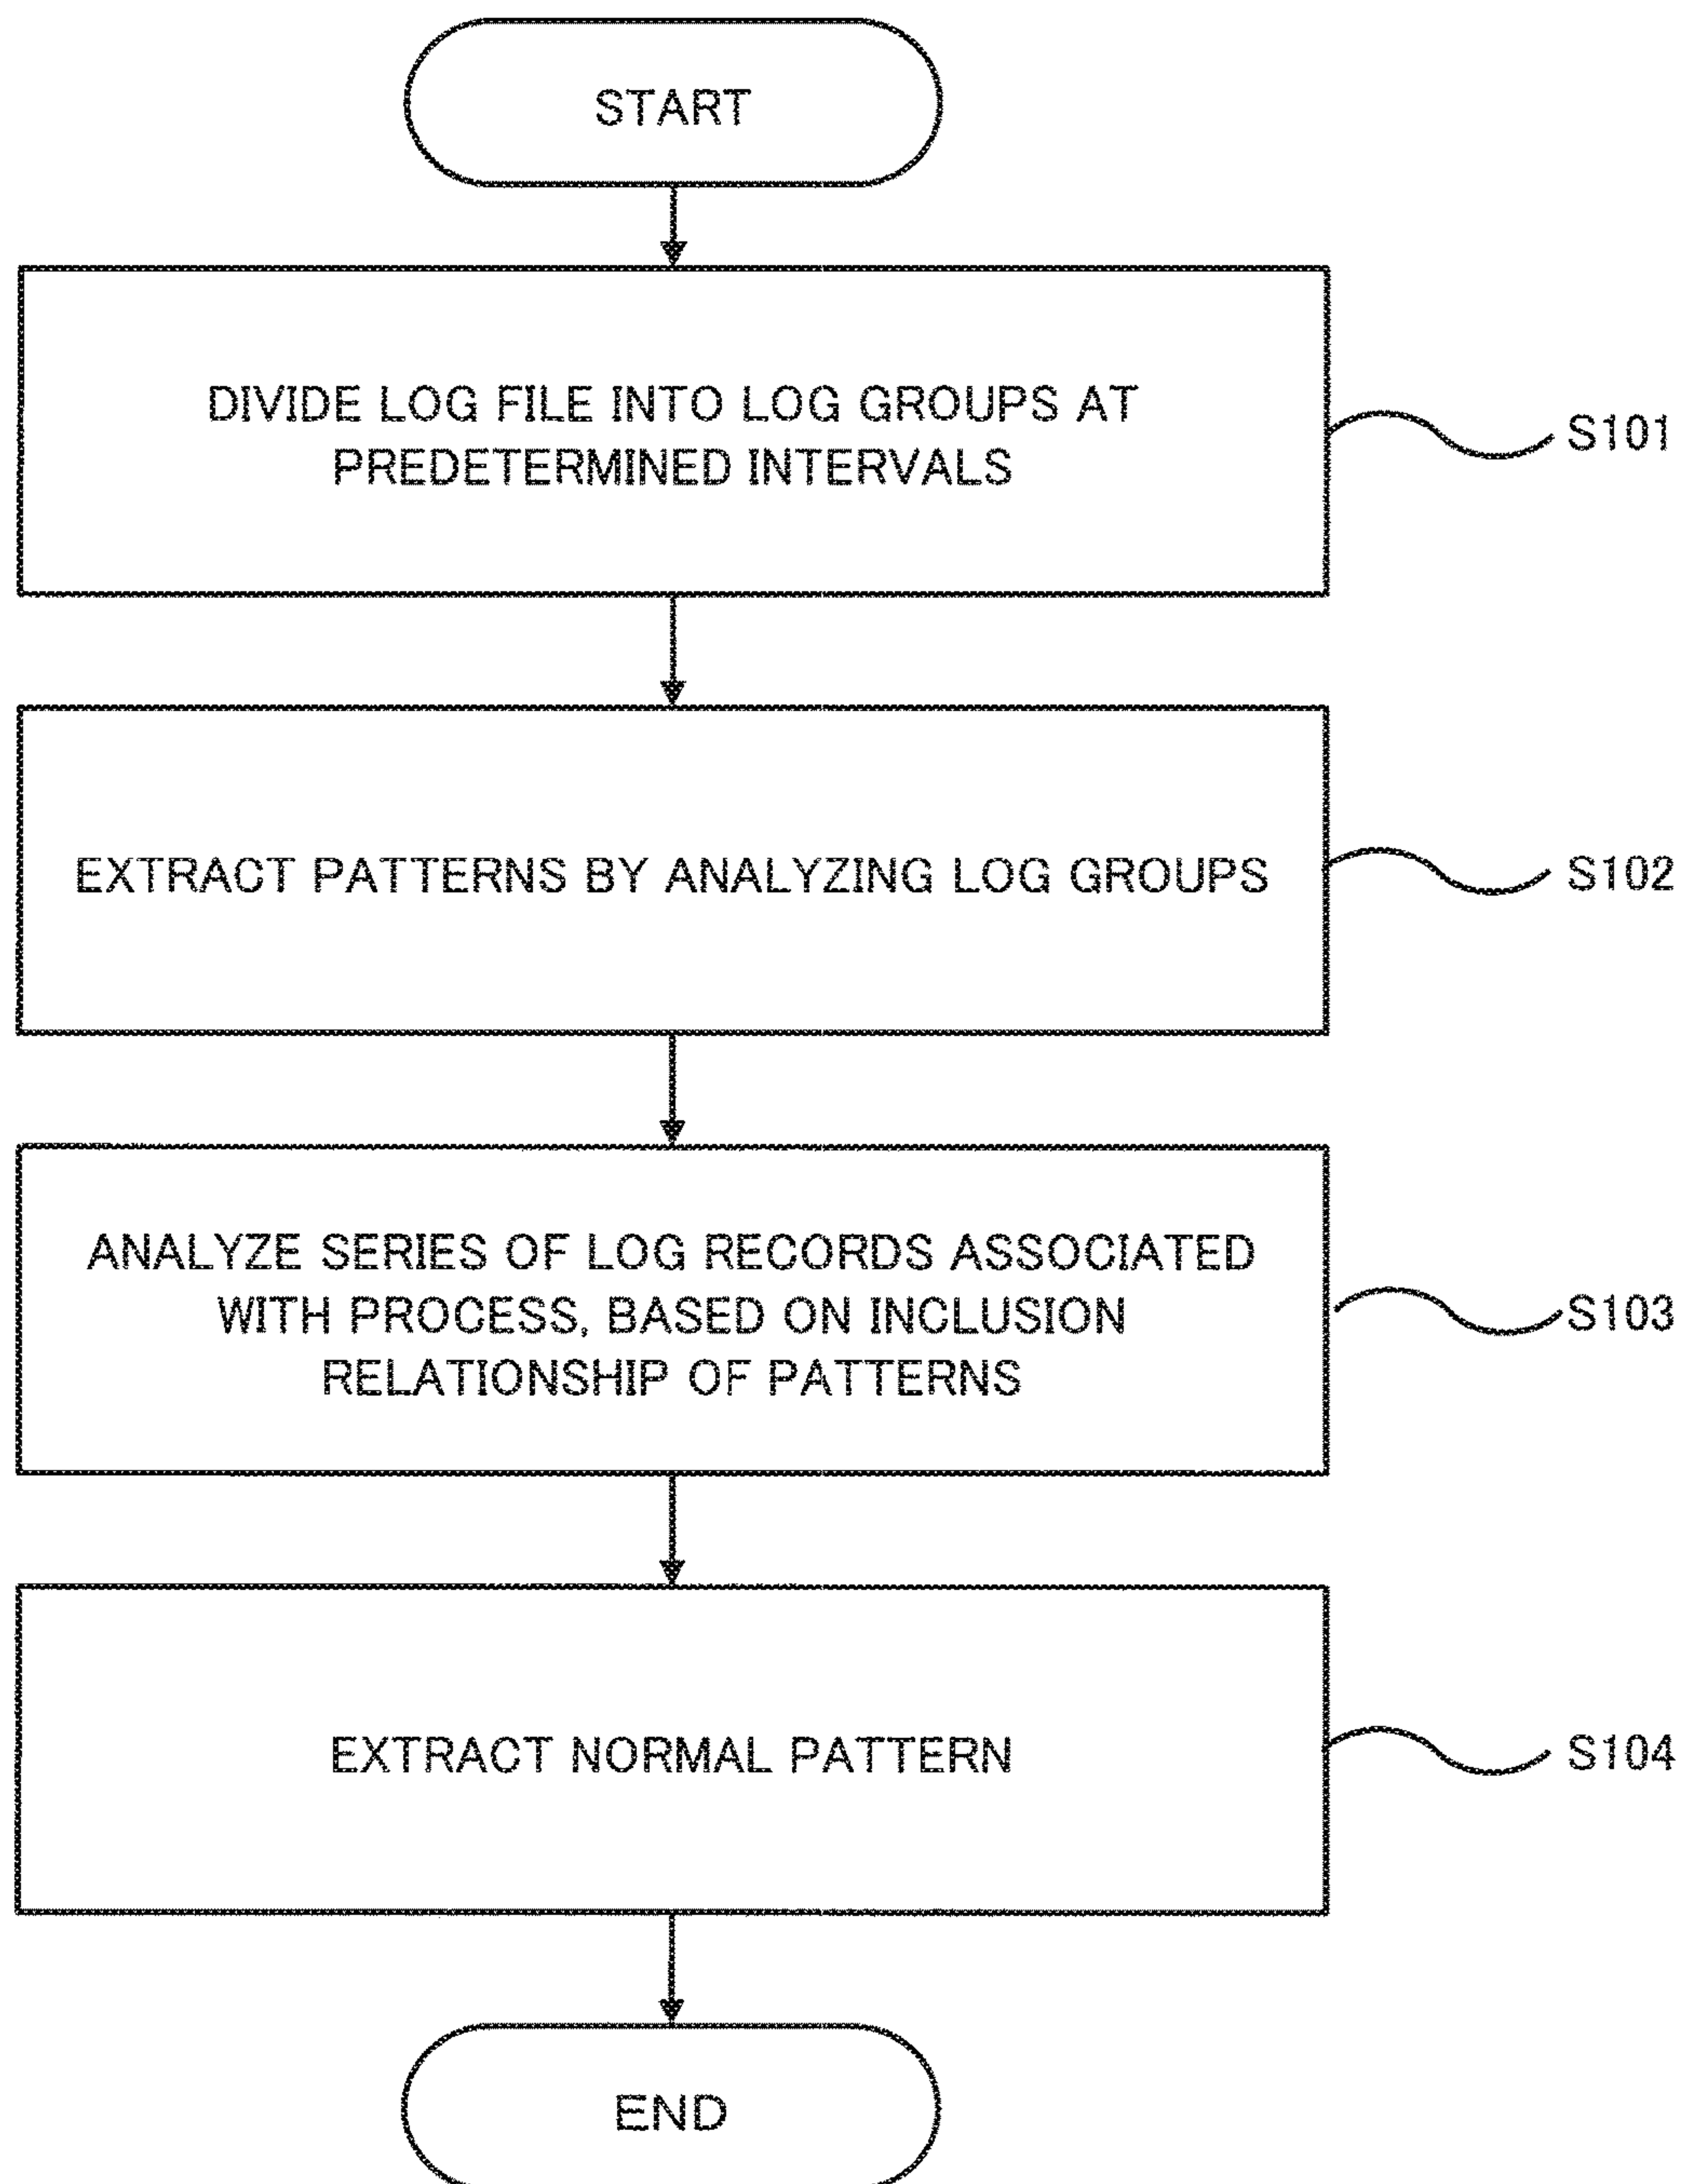 START
DIVIDE LOG FILE INTO LOG GROUPS AT
PREDETERMINED INTERVALS
S101
EXTRACT PATTERNS BY ANALYZING LOG GROUPS
S102
ANALYZE SERIES OF LOG RECORDS ASSOCIATED
WITH PROCESS, BASED ON INCLUSION
RELATIONSHIP OF PATTERNS
S103
EXTRACT NORMAL PATTERN
S104
END